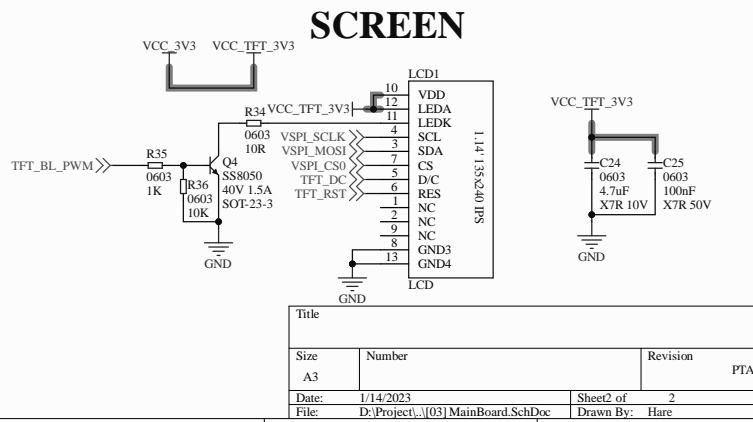 SCREEN
VCC_3V3
VCC_TFT_3V3
LCD1
10 VDD
12 LEDA
11 LEDK
4 SCL
3 SDA
7 CS
5 D/C
6 RES
1 NC
2 NC
9 NC
8 GND3
13 GND4
LCD
1.14' 135x240 IPS
VCC_TFT_3V3
VSPI_SCLK
VSPI_MOSI
VSPI_CS0
TFT_DC
TFT_RST
GND
R34
0603
10R
TFT_BL_PWM
R35
0603
1K
R36
0603
10K
Q4
SS8050
40V 1.5A
SOT-23-3
GND
VCC_TFT_3V3
C24
0603
4.7uF
X7R 10V
C25
0603
100nF
X7R 50V
GND
Title
Size
A3
Number
Revision
PTA
Date: 1/14/2023 Sheet2 of 2
File: D:\Project\..\[03] MainBoard.SchDoc Drawn By: Hare